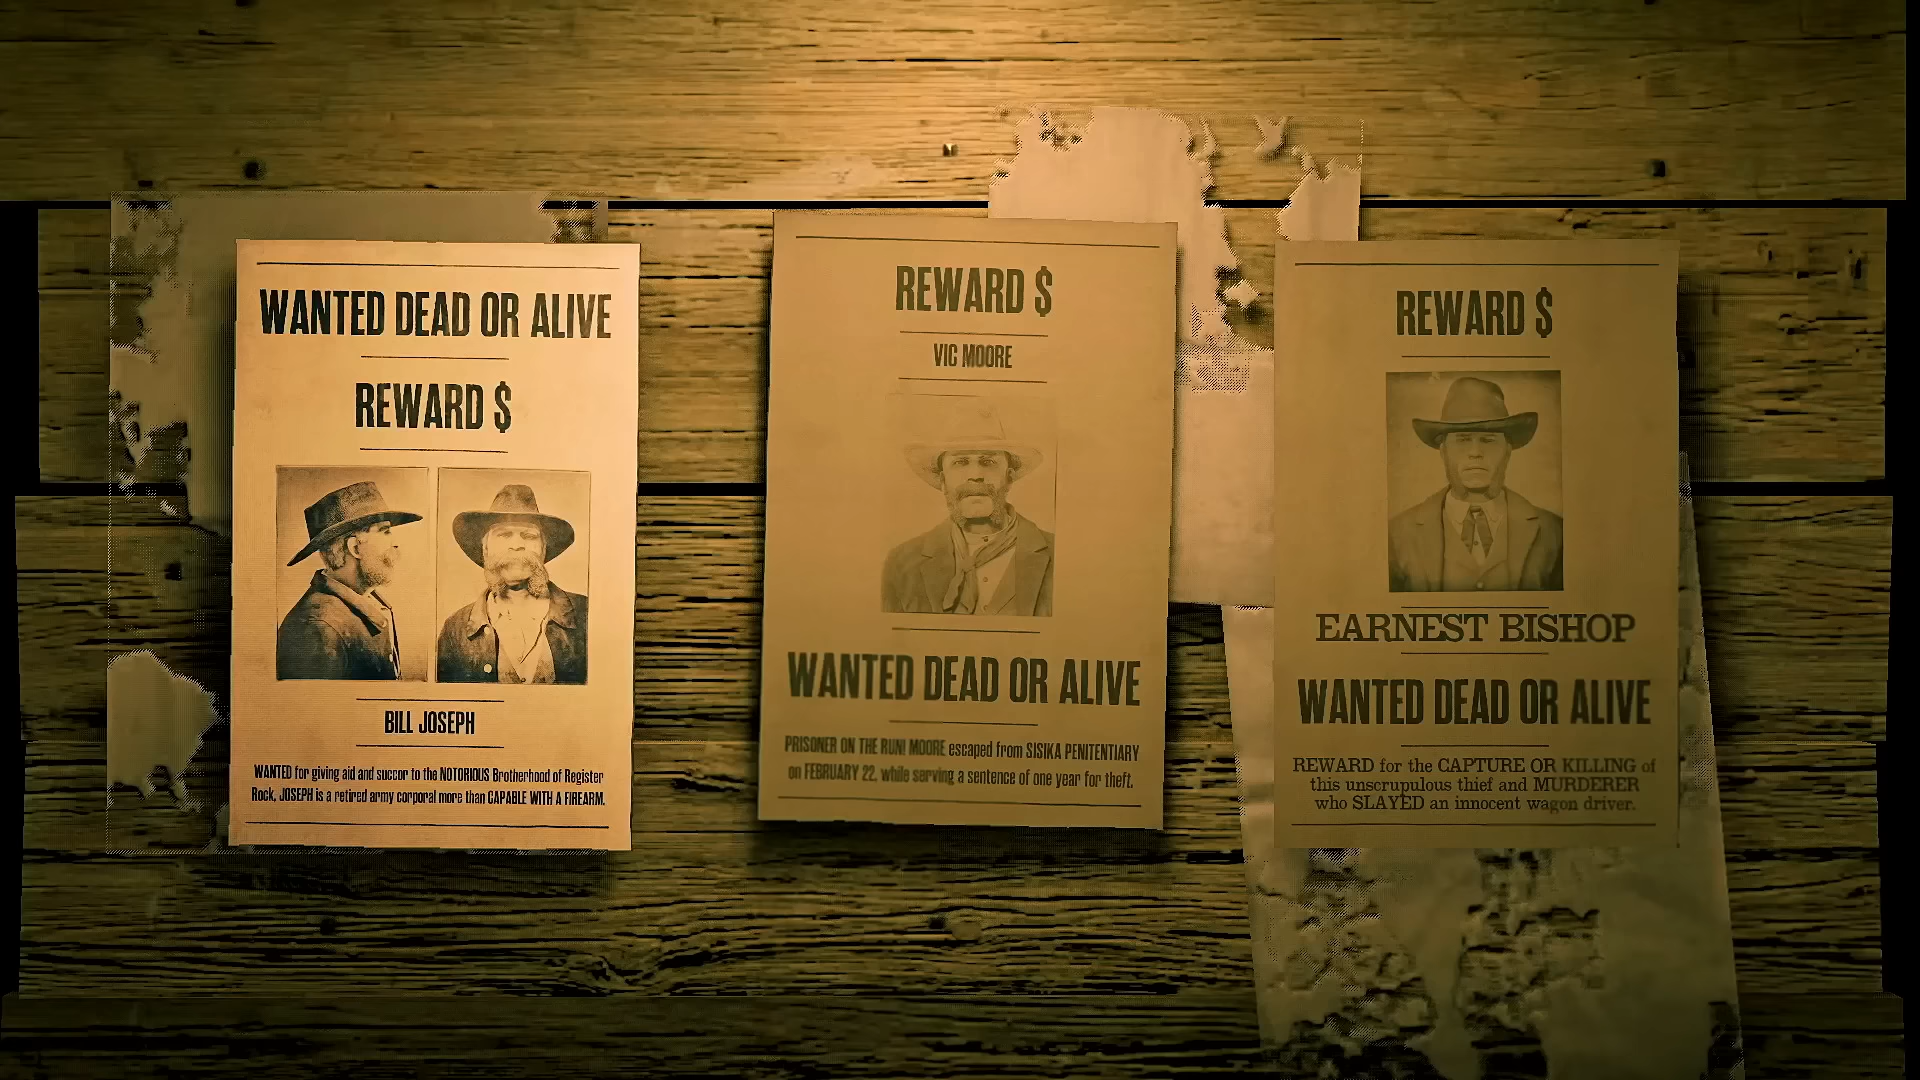 WANTED DEAD OR ALIVE
REWARD $
BILL JOSEPH
WANTED for giving aid and succor to the NOTORIOUS Brotherhood of Register
Rock, JOSEPH is a retired army corporal more than CAPABLE WITH A FIREARM.
REWARD $
VIC MOORE
WANTED DEAD OR ALIVE
PRISONER ON THE RUN! MOORE escaped from SISIKA PENITENTIARY
on FEBRUARY 22, while serving a sentence of one year for theft.
REWARD $
EARNEST BISHOP
WANTED DEAD OR ALIVE
REWARD for the CAPTURE OR KILLING of
this unscrupulous thief and MURDERER
who SLAYED an innocent wagon driver.